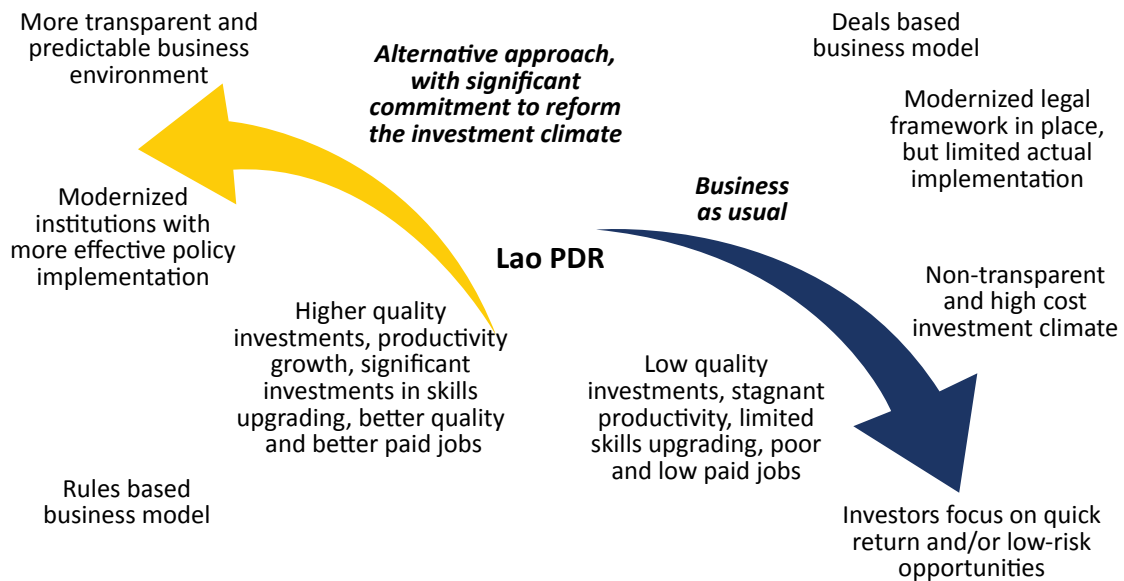 More transparent and
predictable business
environment
Alternative approach,
with significant
commitment to reform
the investment climate
Deals based
business model
Modernized legal
framework in place,
but limited actual
implementation
Business
as usual
Modernized
institutions with
more effective policy
implementation
Lao PDR
Non-transparent
and high cost
investment climate
Higher quality
investments, productivity
growth, significant
investments in skills
upgrading, better quality
and better paid jobs
Low quality
investments, stagnant
productivity, limited
skills upgrading, poor
and low paid jobs
Rules based
business model
Investors focus on quick
return and/or low-risk
opportunities